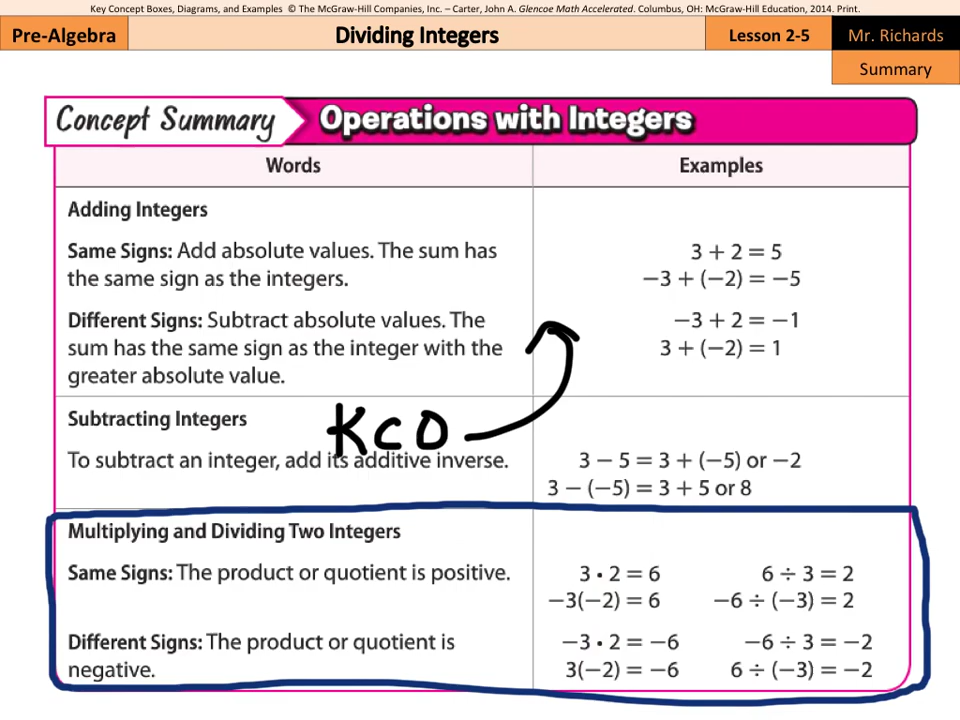 Key Concept Boxes, Diagrams, and Examples © The McGraw-Hill Companies, Inc. – Carter, John A. Glencoe Math Accelerated. Columbus, OH: McGraw-Hill Education, 2014. Print.
Pre-Algebra Dividing Integers Lesson 2-5 Mr. Richards
Summary
Concept Summary Operations with Integers
Words Examples
Adding Integers
Same Signs: Add absolute values. The sum has 3 + 2 = 5
the same sign as the integers. −3 + (−2) = −5
Different Signs: Subtract absolute values. The −3 + 2 = −1
sum has the same sign as the integer with the 3 + (−2) = 1
greater absolute value.
Subtracting Integers
KCO
To subtract an integer, add its additive inverse. 3 − 5 = 3 + (−5) or −2
3 − (−5) = 3 + 5 or 8
Multiplying and Dividing Two Integers
Same Signs: The product or quotient is positive. 3 • 2 = 6 6 ÷ 3 = 2
−3(−2) = 6 −6 ÷ (−3) = 2
Different Signs: The product or quotient is −3 • 2 = −6 −6 ÷ 3 = −2
negative. 3(−2) = −6 6 ÷ (−3) = −2